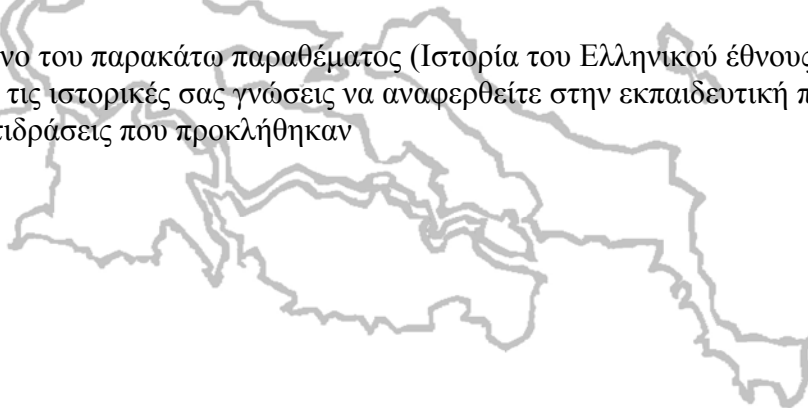 νο του παρακάτω παραθέματος (Ιστορία του Ελληνικού έθνους
τις ιστορικές σας γνώσεις να αναφερθείτε στην εκπαιδευτική π
ιδράσεις που προκλήθηκαν